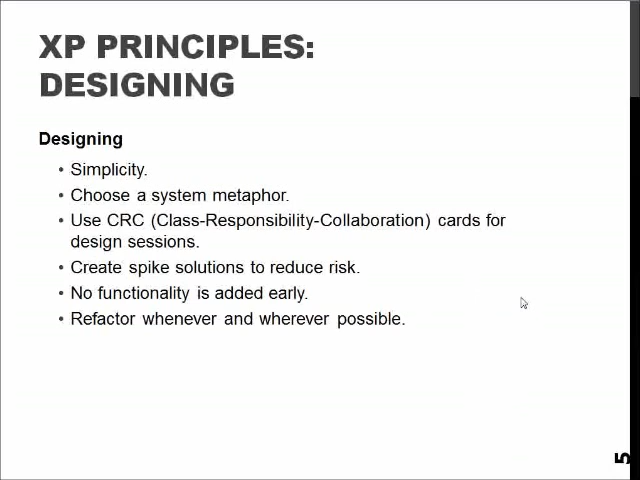 XP PRINCIPLES:
DESIGNING
Designing
• Simplicity.
• Choose a system metaphor.
• Use CRC (Class-Responsibility-Collaboration) cards for
design sessions.
• Create spike solutions to reduce risk.
• No functionality is added early.
• Refactor whenever and wherever possible.
5